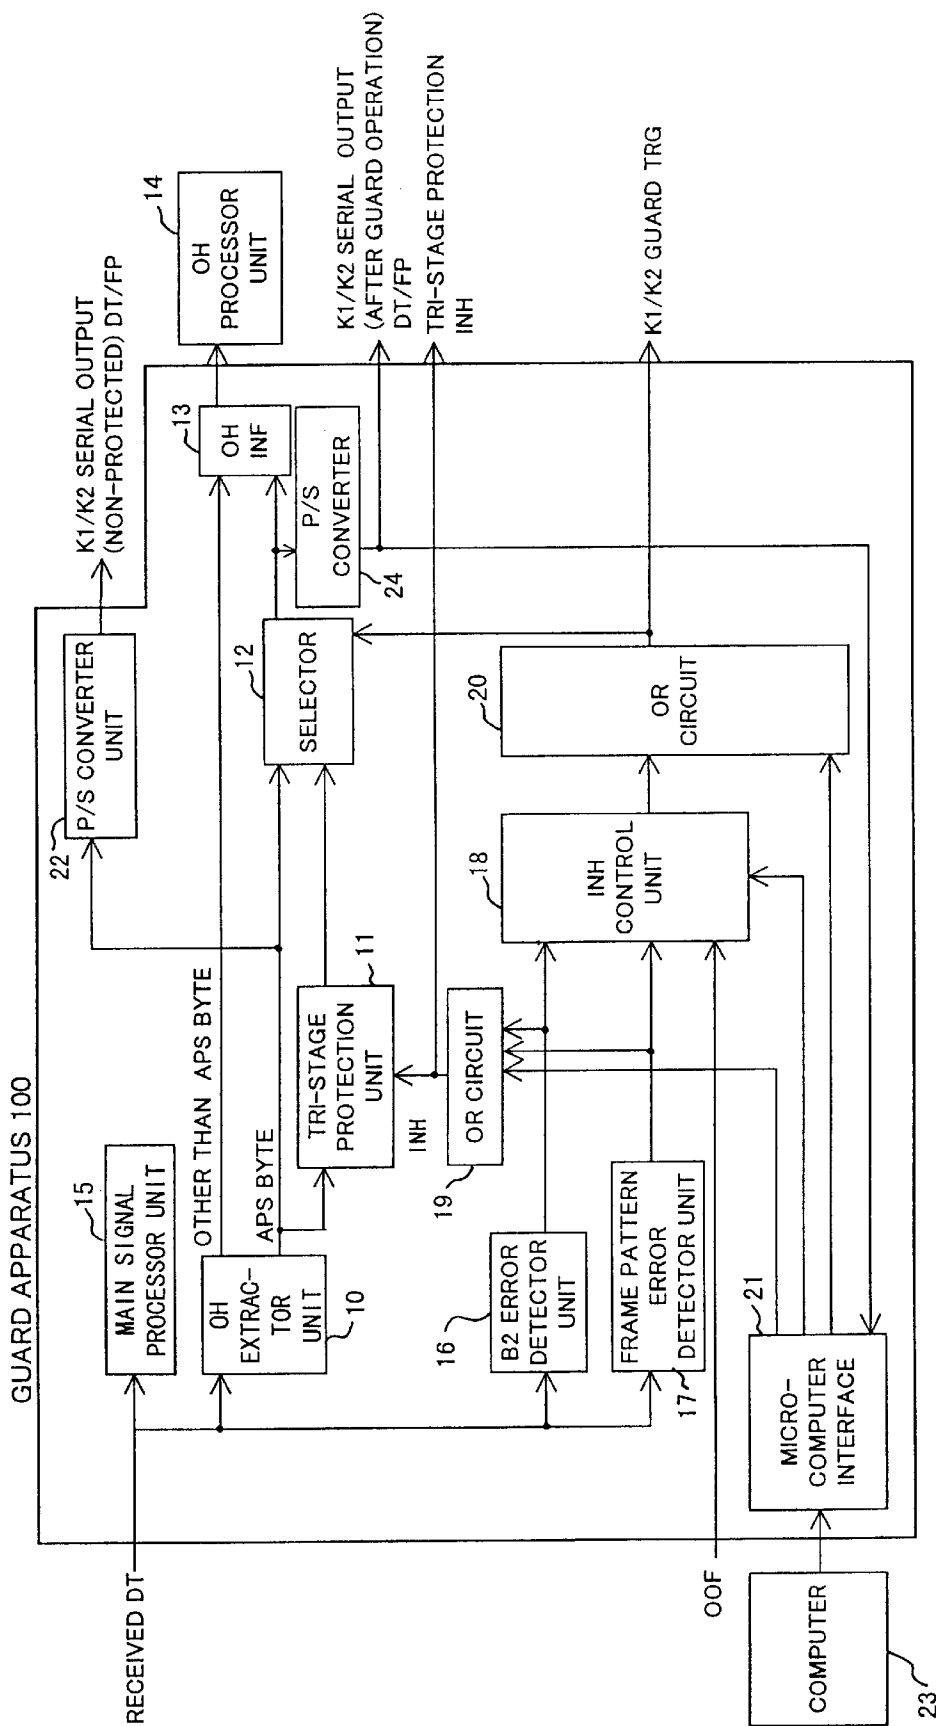 GUARD APPARATUS 100
RECEIVED DT
15
MAIN SIGNAL
PROCESSOR UNIT
OH
EXTRAC-
TOR
UNIT
10
OTHER THAN APS BYTE
APS BYTE
TRI-STAGE
PROTECTION
UNIT
11
INH
22
P/S CONVERTER
UNIT
K1/K2 SERIAL OUTPUT
(NON-PROTECTED) DT/FP
12
SELECTOR
13
OH
INF
14
OH
PROCESSOR
UNIT
P/S
CONVERTER
24
K1/K2 SERIAL OUTPUT
(AFTER GUARD OPERATION)
DT/FP
TRI-STAGE PROTECTION
INH
K1/K2 GUARD TRG
16
B2 ERROR
DETECTOR
UNIT
FRAME PATTERN
ERROR
DETECTOR UNIT
17
OR CIRCUIT
19
18
INH
CONTROL
UNIT
20
OR
CIRCUIT
OOF
21
MICRO-
COMPUTER
INTERFACE
COMPUTER
23